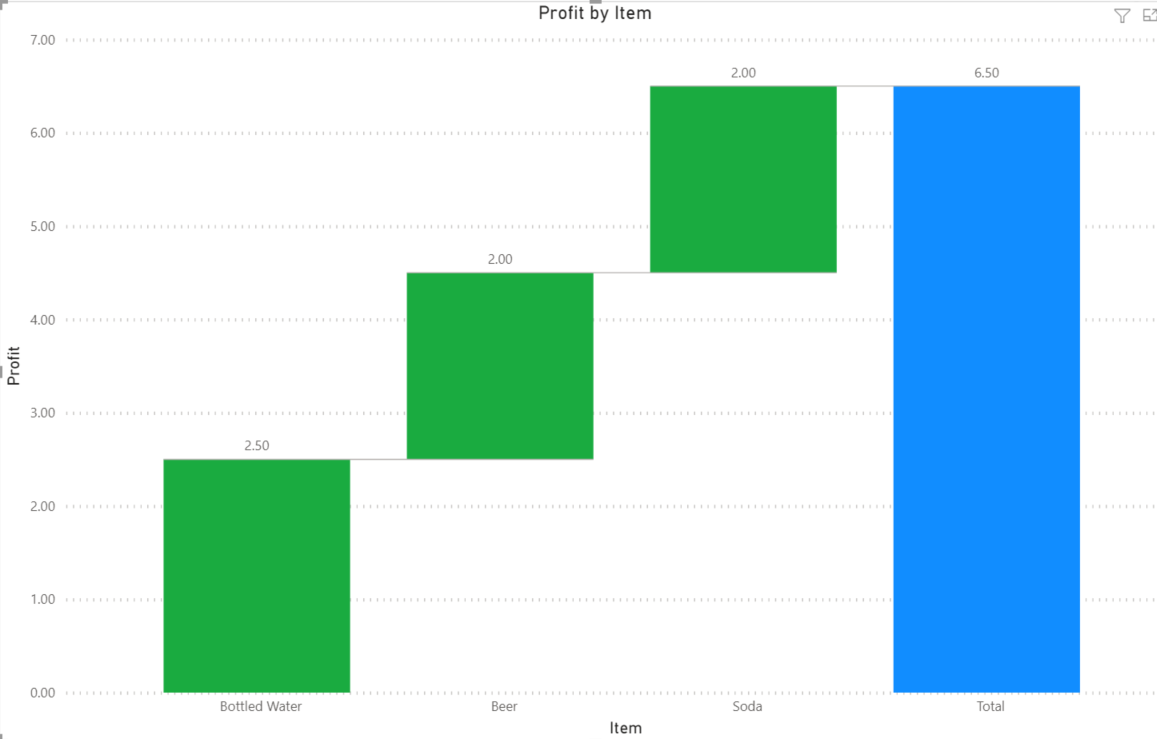 Profit by Item
7.00
6.00
5.00
4.00
3.00
2.00
1.00
0.00
Profit
2.50
2.00
2.00
6.50
Bottled Water
Beer
Soda
Total
Item